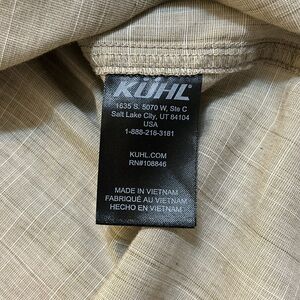 KÜHL®
1635 S. 5070 W, Ste C
Salt Lake City, UT 84104
USA
1-888-218-3181
KUHL.COM
RN#108846
MADE IN VIETNAM
FABRIQUÉ AU VIETNAM
HECHO EN VIETNAM